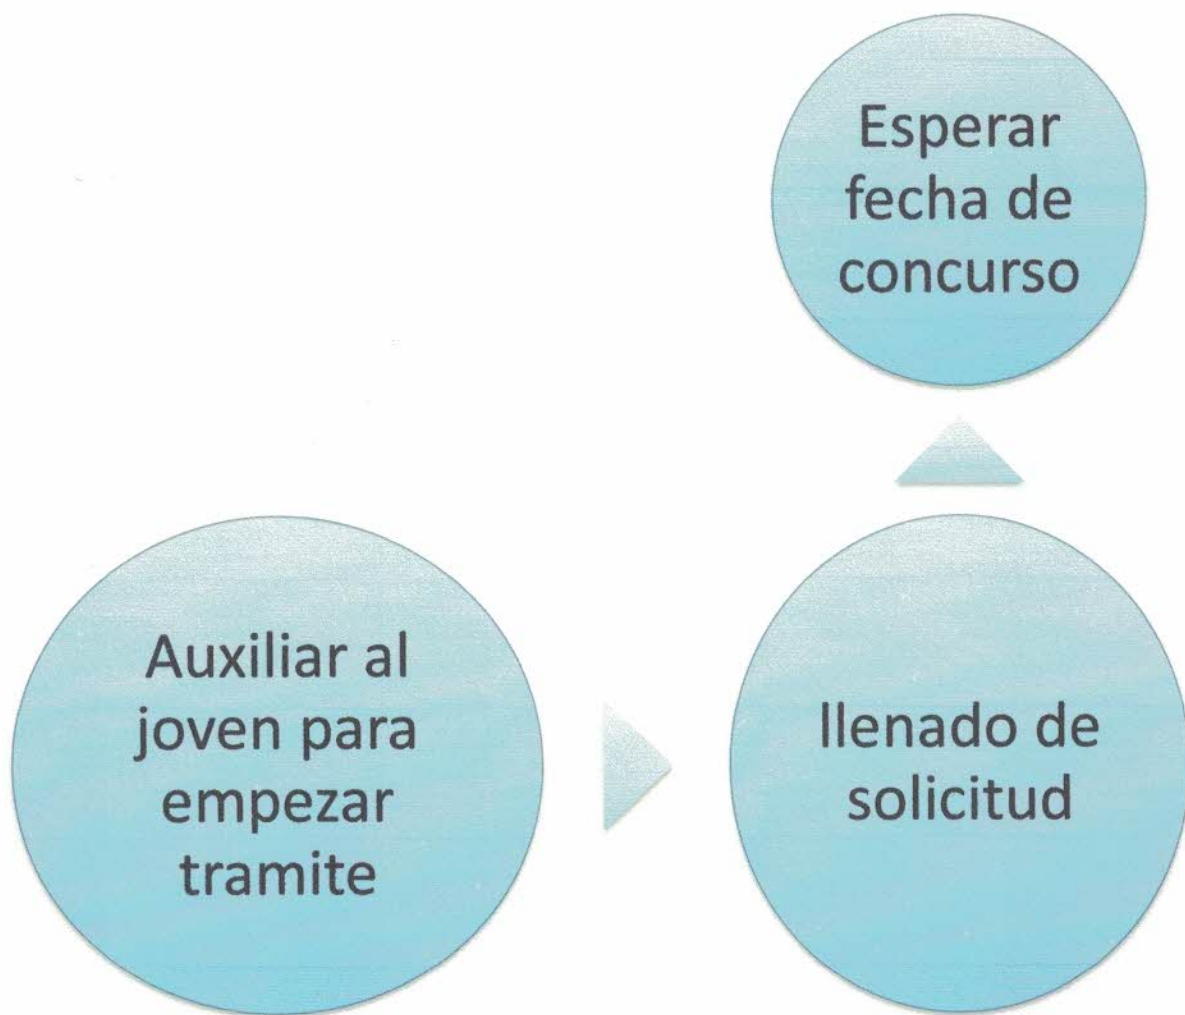 Esperar
fecha de
concurso
Auxiliar al
joven para
empezar
tramite
llenado de
solicitud